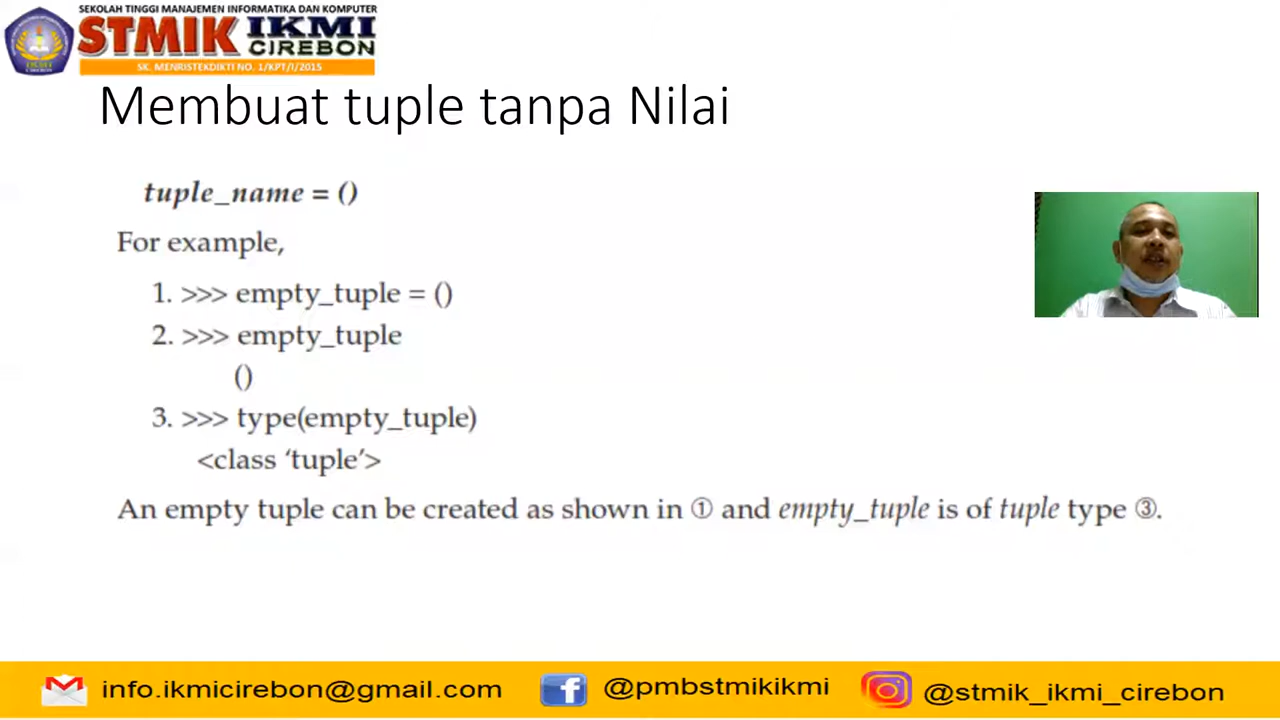 SEKOLAH TINGGI MANAJEMEN INFORMATIKA DAN KOMPUTER
STMIK IKMI CIREBON
SK. MENRISTEKDIKTI NO. 1/KPT/I/2015
Membuat tuple tanpa Nilai
tuple_name = ()
For example,
1. >>> empty_tuple = ()
2. >>> empty_tuple
()
3. >>> type(empty_tuple)
<class ‘tuple’>
An empty tuple can be created as shown in ① and empty_tuple is of tuple type ③.
info.ikmicirebon@gmail.com @pmbstmikikmi @stmik_ikmi_cirebon